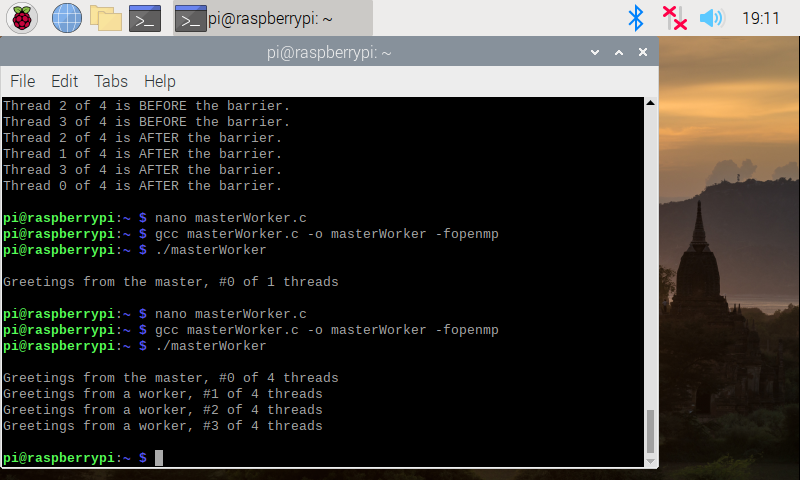 pi@raspberrypi: ~
19:11
pi@raspberrypi: ~
File Edit Tabs Help
Thread 2 of 4 is BEFORE the barrier.
Thread 3 of 4 is BEFORE the barrier.
Thread 2 of 4 is AFTER the barrier.
Thread 1 of 4 is AFTER the barrier.
Thread 3 of 4 is AFTER the barrier.
Thread 0 of 4 is AFTER the barrier.
pi@raspberrypi:~ $ nano masterWorker.c
pi@raspberrypi:~ $ gcc masterWorker.c -o masterWorker -fopenmp
pi@raspberrypi:~ $ ./masterWorker
Greetings from the master, #0 of 1 threads
pi@raspberrypi:~ $ nano masterWorker.c
pi@raspberrypi:~ $ gcc masterWorker.c -o masterWorker -fopenmp
pi@raspberrypi:~ $ ./masterWorker
Greetings from the master, #0 of 4 threads
Greetings from a worker, #1 of 4 threads
Greetings from a worker, #2 of 4 threads
Greetings from a worker, #3 of 4 threads
pi@raspberrypi:~ $